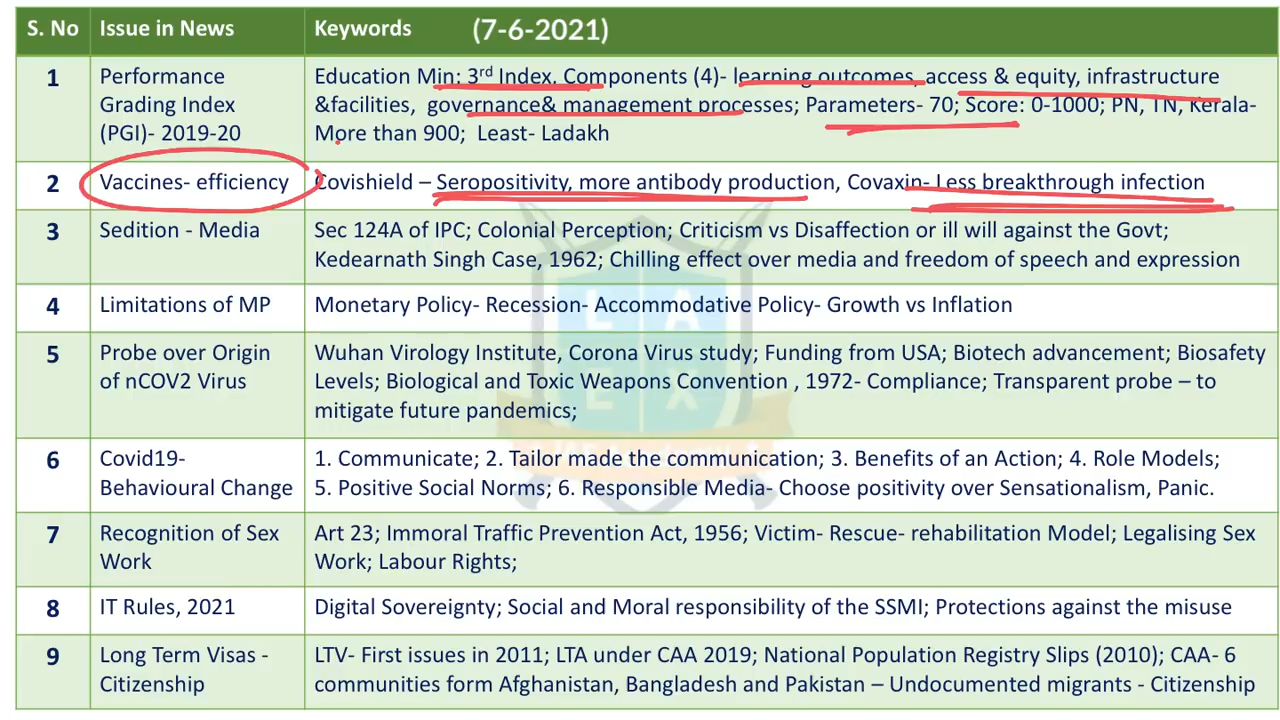 S. No Issue in News Keywords (7-6-2021)
1 Performance Grading Index (PGI)- 2019-20
Education Min: 3rd Index. Components (4)- learning outcomes, access & equity, infrastructure
&facilities, governance& management processes; Parameters- 70; Score: 0-1000; PN, TN, Kerala-
More than 900; Least- Ladakh
2 Vaccines- efficiency Covishield – Seropositivity, more antibody production, Covaxin- Less breakthrough infection
3 Sedition - Media Sec 124A of IPC; Colonial Perception; Criticism vs Disaffection or ill will against the Govt;
Kedearnath Singh Case, 1962; Chilling effect over media and freedom of speech and expression
4 Limitations of MP Monetary Policy- Recession- Accommodative Policy- Growth vs Inflation
5 Probe over Origin of nCOV2 Virus
Wuhan Virology Institute, Corona Virus study; Funding from USA; Biotech advancement; Biosafety
Levels; Biological and Toxic Weapons Convention , 1972- Compliance; Transparent probe – to
mitigate future pandemics;
6 Covid19- Behavioural Change
1. Communicate; 2. Tailor made the communication; 3. Benefits of an Action; 4. Role Models;
5. Positive Social Norms; 6. Responsible Media- Choose positivity over Sensationalism, Panic.
7 Recognition of Sex Work
Art 23; Immoral Traffic Prevention Act, 1956; Victim- Rescue- rehabilitation Model; Legalising Sex
Work; Labour Rights;
8 IT Rules, 2021 Digital Sovereignty; Social and Moral responsibility of the SSMI; Protections against the misuse
9 Long Term Visas - Citizenship
LTV- First issues in 2011; LTA under CAA 2019; National Population Registry Slips (2010); CAA- 6
communities form Afghanistan, Bangladesh and Pakistan – Undocumented migrants - Citizenship